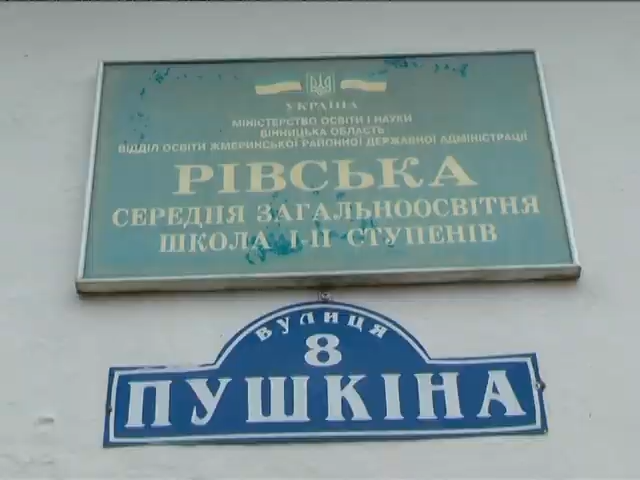 УКРАЇНА
МІНІСТЕРСТВО ОСВІТИ І НАУКИ
ВІННИЦЬКА ОБЛАСТЬ
ВІДДІЛ ОСВІТИ ЖМЕРИНСЬКОЇ РАЙОННОЇ ДЕРЖАВНОЇ АДМІНІСТРАЦІЇ
РІВСЬКА
СЕРЕДНЯ ЗАГАЛЬНООСВІТНЯ
ШКОЛА І-ІІ СТУПЕНІВ
вулиця
8
ПУШКІНА